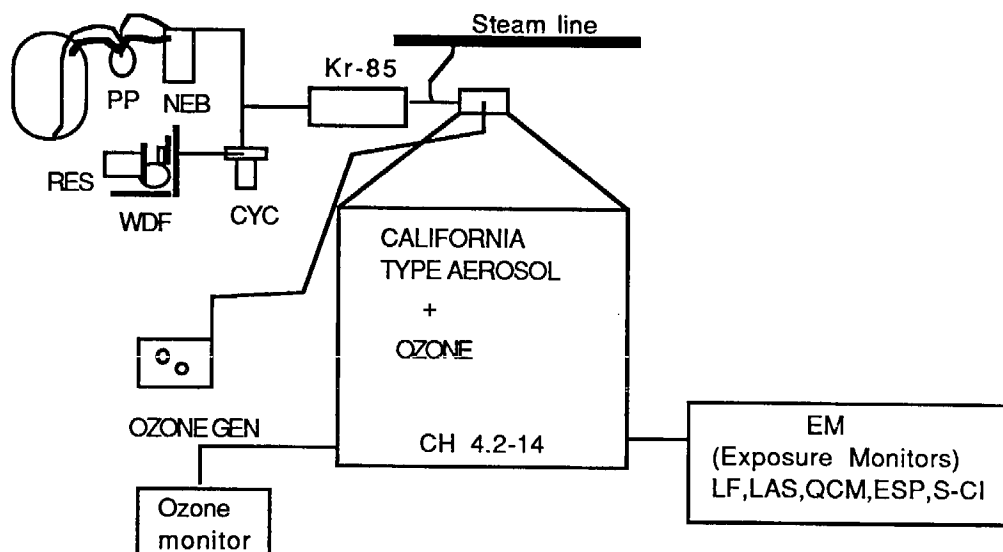 Steam line
Kr-85
PP NEB
RES
WDF
CYC
CALIFORNIA
TYPE AEROSOL
+
OZONE
OZONE GEN
CH 4.2-14
EM
(Exposure Monitors)
LF,LAS,QCM,ESP,S-CI
Ozone
monitor